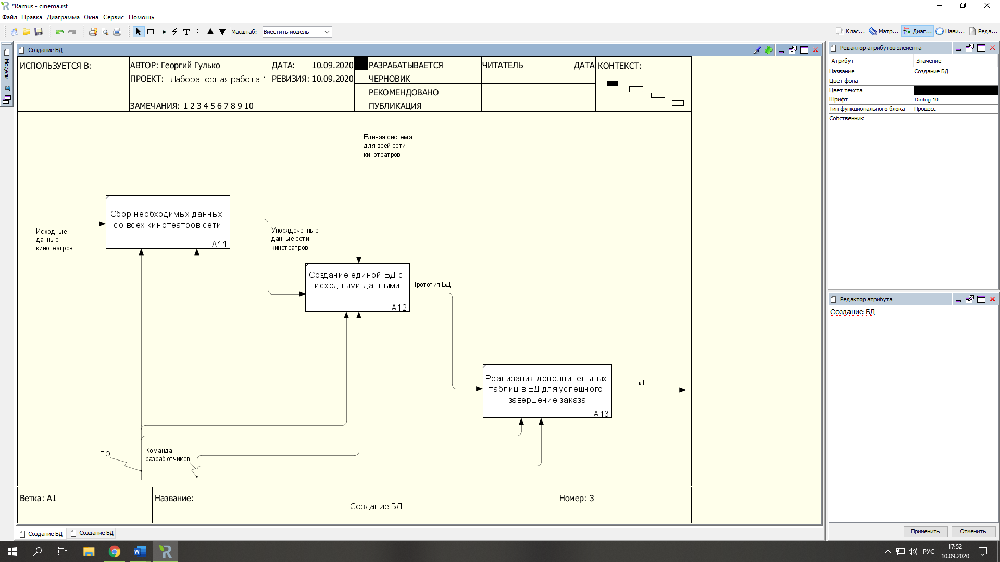 *Ramus - cinema.rsf
Файл Правка Диаграмма Окна Сервис Помощь
Масштаб: Вместить модель
Клас... Матр... Диаг... Нави... Реда...
Модели
Создание БД
ИСПОЛЬЗУЕТСЯ В:
АВТОР: Георгий Гулько ДАТА: 10.09.2020
ПРОЕКТ: Лабораторная работа 1 РЕВИЗИЯ: 10.09.2020
ЗАМЕЧАНИЯ: 1 2 3 4 5 6 7 8 9 10
РАЗРАБАТЫВАЕТСЯ
ЧЕРНОВИК
РЕКОМЕНДОВАНО
ПУБЛИКАЦИЯ
ЧИТАТЕЛЬ ДАТА
КОНТЕКСТ:
Единая система
для всей сети
кинотеатров
Сбор необходимых данных
со всех кинотеатров сети
A11
Исходные
данные
кинотеатров
Упорядоченные
данные сети
кинотеатров
Создание единой БД с
исходными данными
A12
Прототип БД
Реализация дополнительных
таблиц в БД для успешного
завершение заказа
A13
БД
ПО
Команда
разработчиков
Ветка: A1
Название:
Создание БД
Номер: 3
Создание БД Создание БД
Редактор атрибутов элемента
Атрибут Значение
Название Создание БД
Цвет фона
Цвет текста
Шрифт Dialog 10
Тип функционального блока Процесс
Собственник
Редактор атрибута
Создание БД
Применить Отменить
РУС
17:52
10.09.2020